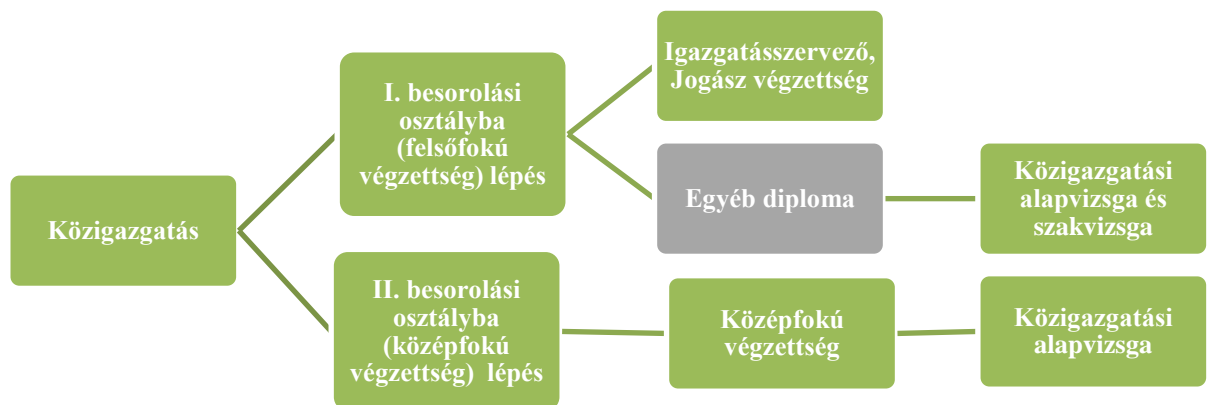 Közigazgatás
I. besorolási
osztályba
(felsőfokú
végzettség) lépés
Igazgatásszervező,
Jogász végzettség
Egyéb diploma
Közigazgatási
alapvizsga és
szakvizsga
II. besorolási
osztályba
(középfokú
végzettség) lépés
Középfokú
végzettség
Közigazgatási
alapvizsga